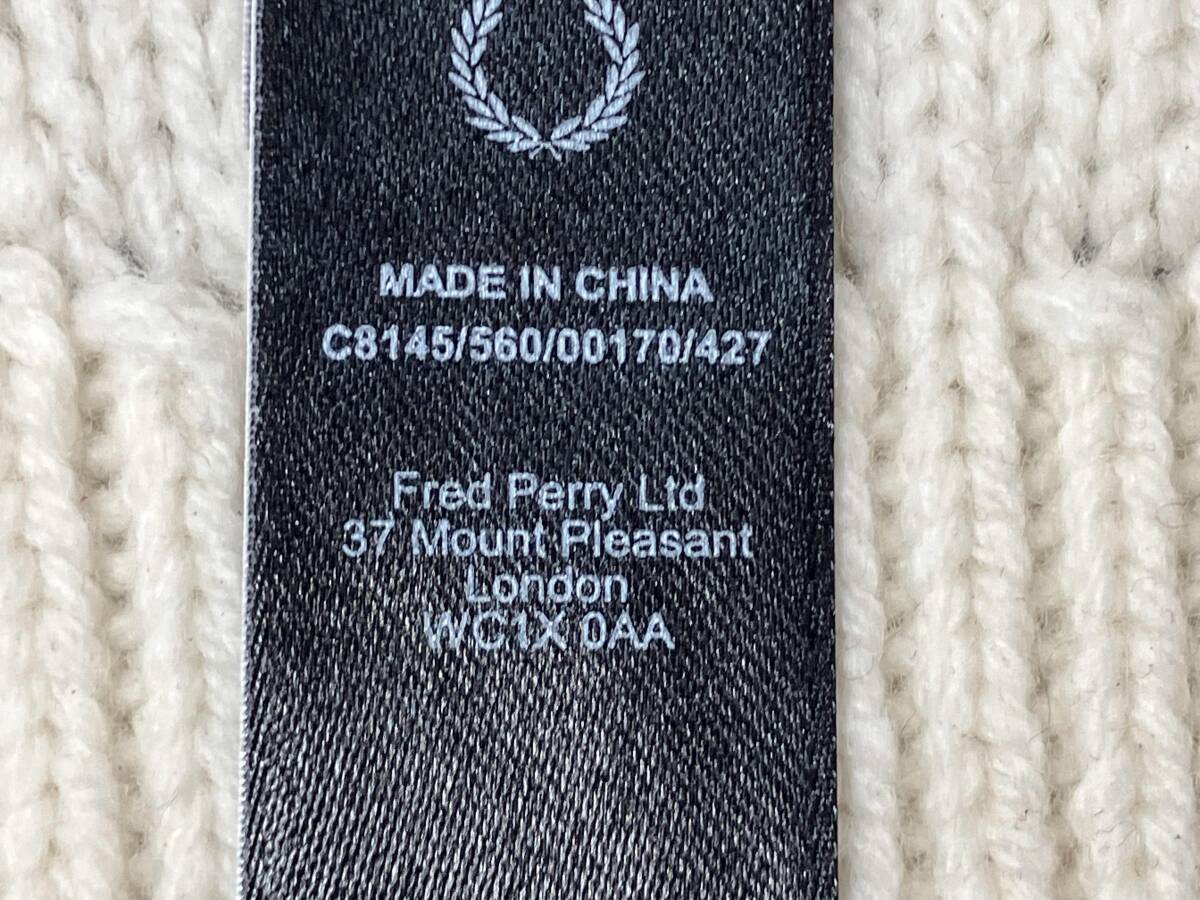 MADE IN CHINA
C8145/560/00170/427
Fred Perry Ltd
37 Mount Pleasant
London
WC1X 0AA